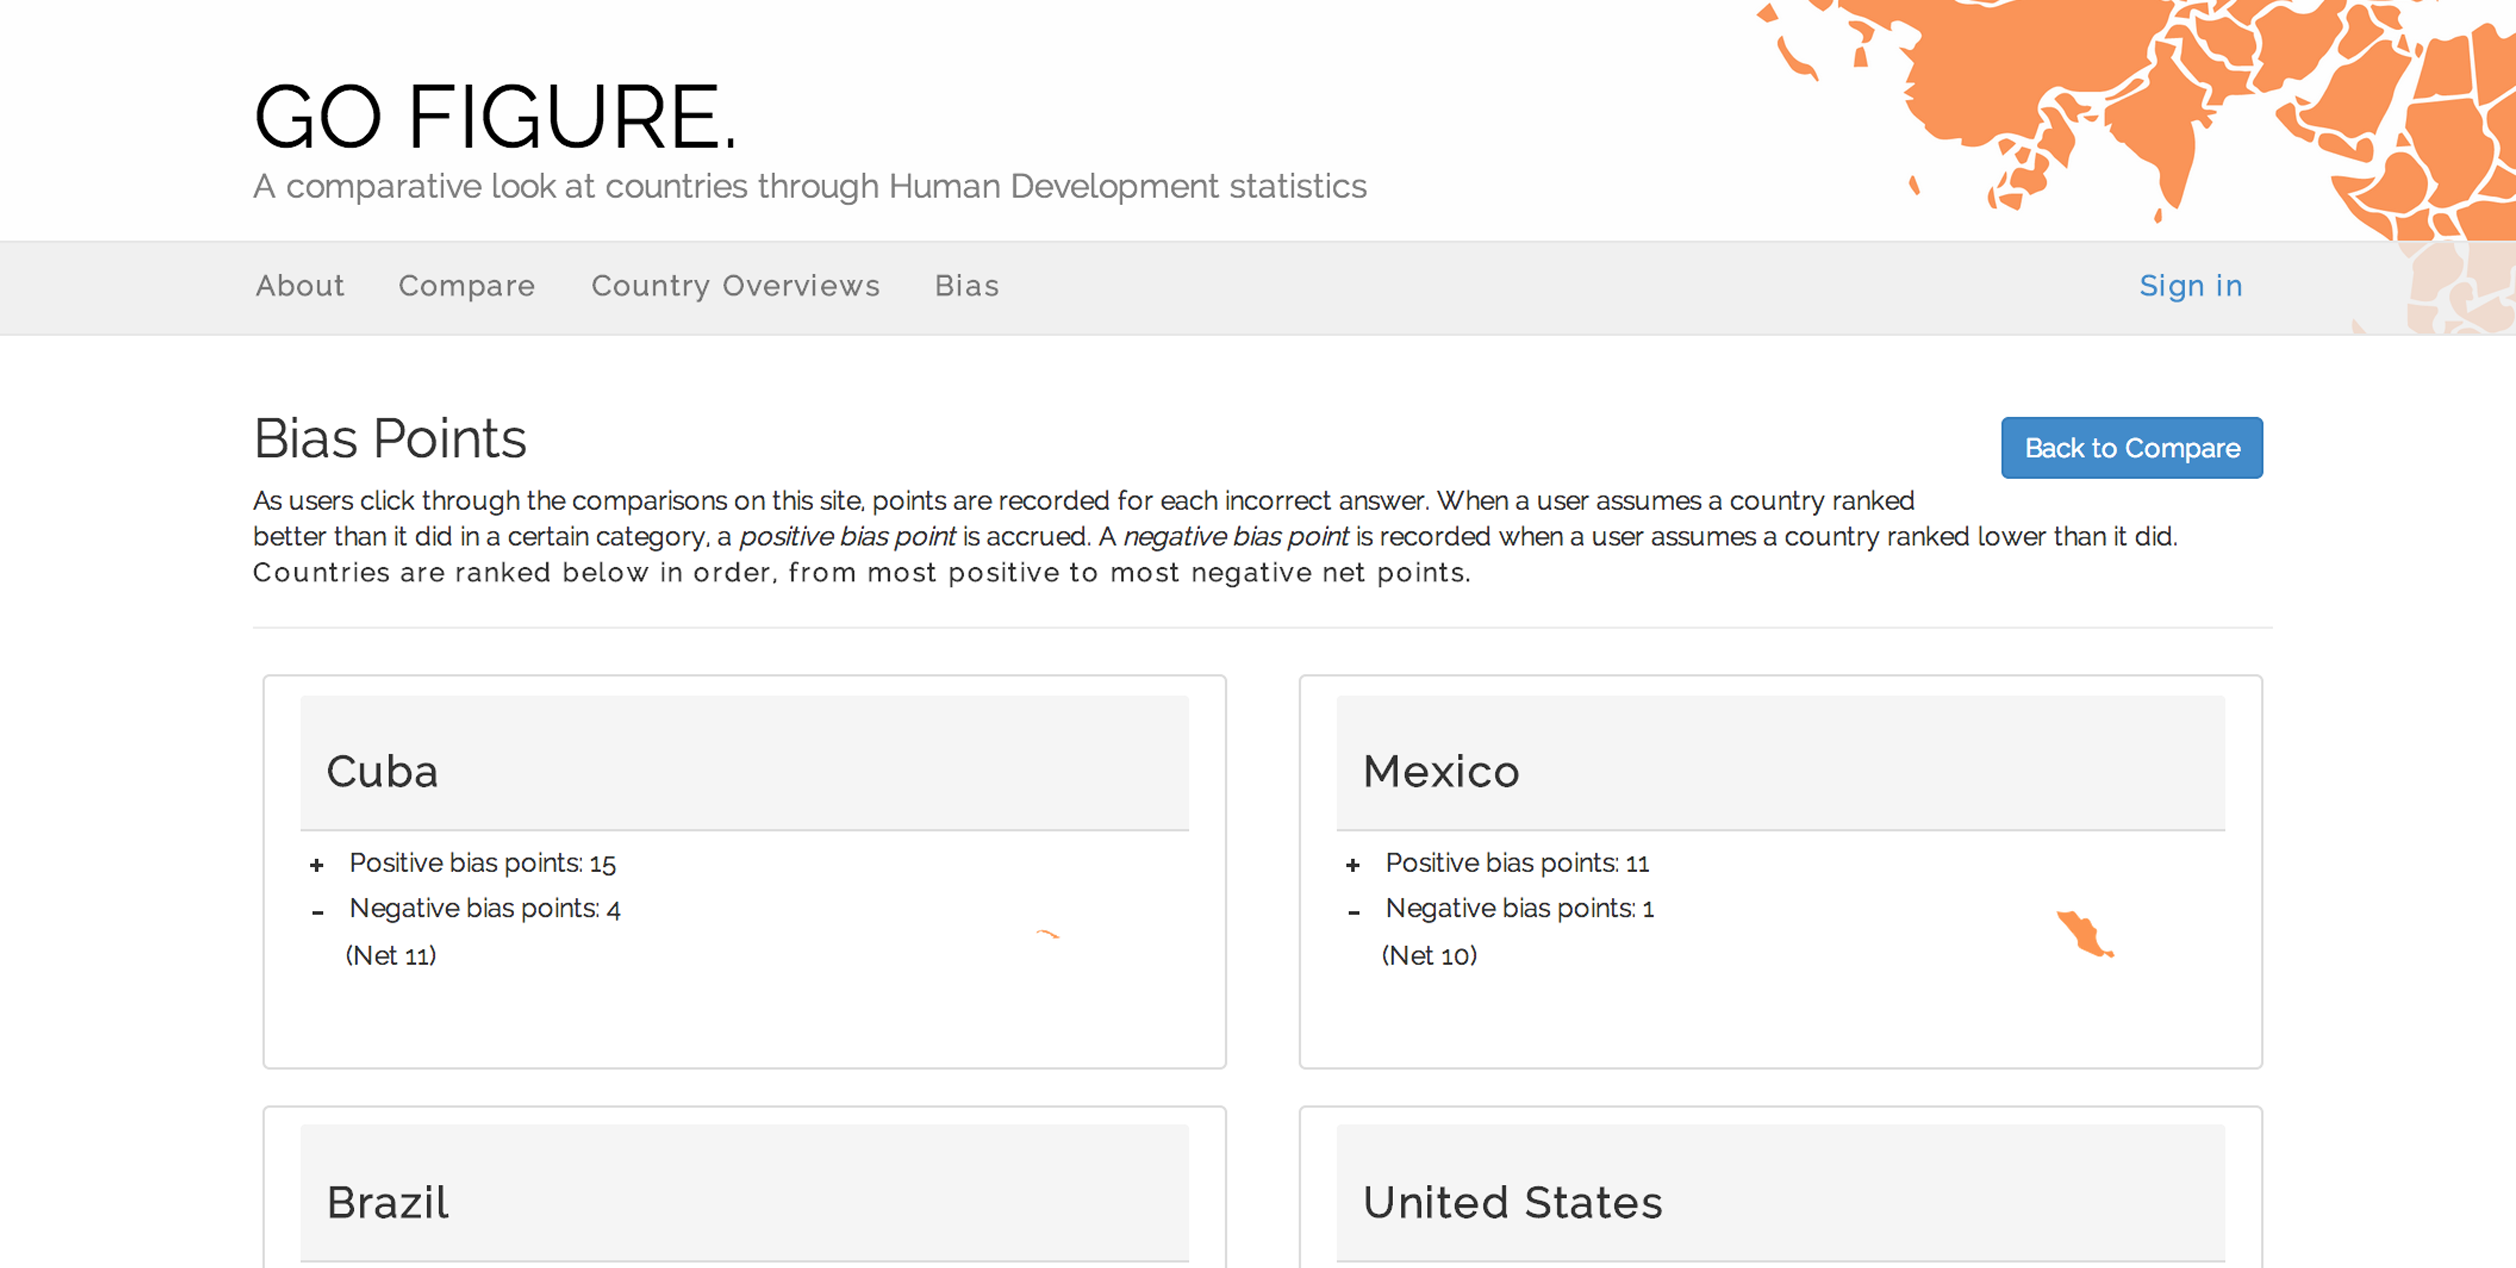 GO FIGURE.
A comparative look at countries through Human Development statistics
About Compare Country Overviews Bias Sign in
Bias Points
Back to Compare
As users click through the comparisons on this site, points are recorded for each incorrect answer. When a user assumes a country ranked
better than it did in a certain category, a positive bias point is accrued. A negative bias point is recorded when a user assumes a country ranked lower than it did.
Countries are ranked below in order, from most positive to most negative net points.
Cuba
+ Positive bias points: 15
- Negative bias points: 4
(Net 11)
Mexico
+ Positive bias points: 11
- Negative bias points: 1
(Net 10)
Brazil
United States